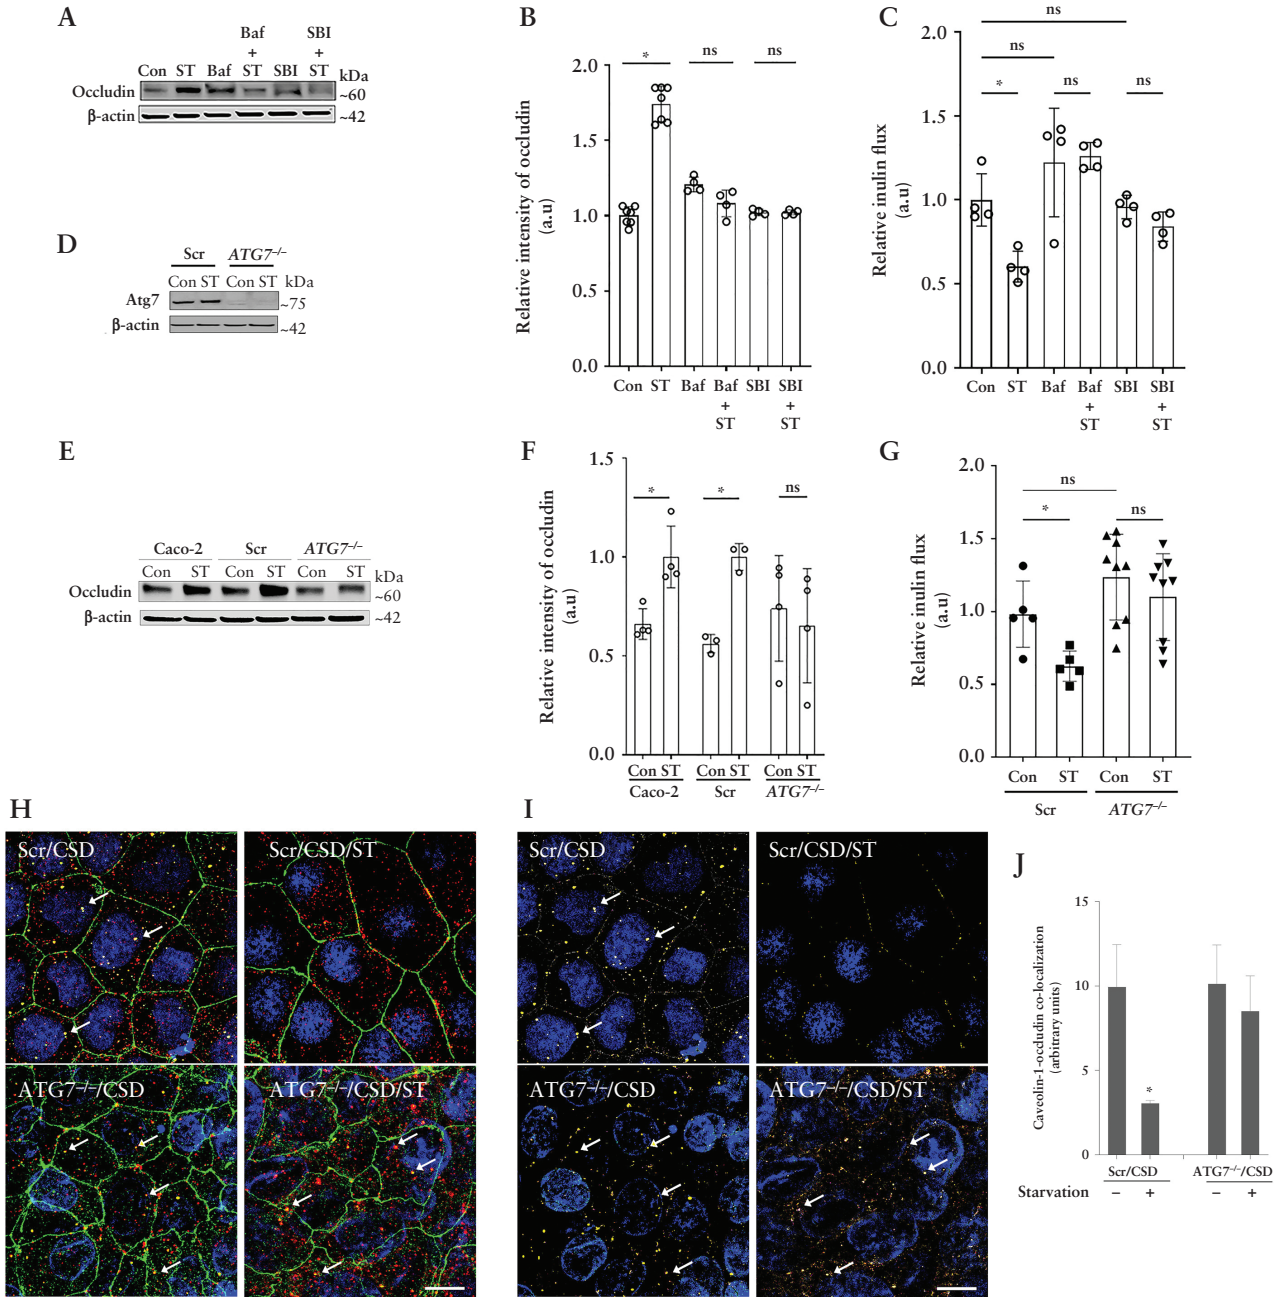 A
Baf SBI
+ +
Con ST Baf ST SBI ST kDa
Occludin ~60
β-actin ~42
B
Relative intensity of occludin
(a.u)
2.0
1.5
1.0
0.5
0.0
* ns ns
Con ST Baf Baf SBI SBI
+ +
ST ST
C
Relative inulin flux
(a.u)
2.0
1.5
1.0
0.5
0.0
ns
ns
* ns ns
Con ST Baf Baf SBI SBI
+ +
ST ST
D
Scr ATG7–/–
Con ST Con ST kDa
Atg7 ~75
β-actin ~42
E
Caco-2 Scr ATG7–/–
Con ST Con ST Con ST kDa
Occludin ~60
β-actin ~42
F
Relative intensity of occludin
(a.u)
1.5
1.0
0.5
0.0
* * ns
Con ST Con ST Con ST
Caco-2 Scr ATG7–/–
G
Relative inulin flux
(a.u)
2.0
1.5
1.0
0.5
0.0
ns
* ns
Con ST Con ST
Scr ATG7–/–
H
Scr/CSD Scr/CSD/ST
ATG7–/–/CSD ATG7–/–/CSD/ST
I
Scr/CSD Scr/CSD/ST
ATG7–/–/CSD ATG7–/–/CSD/ST
J
Caveolin-1-occludin co-localization
(arbitrary units)
15
10
5
0
*
Scr/CSD ATG7–/–/CSD
Starvation – + – +